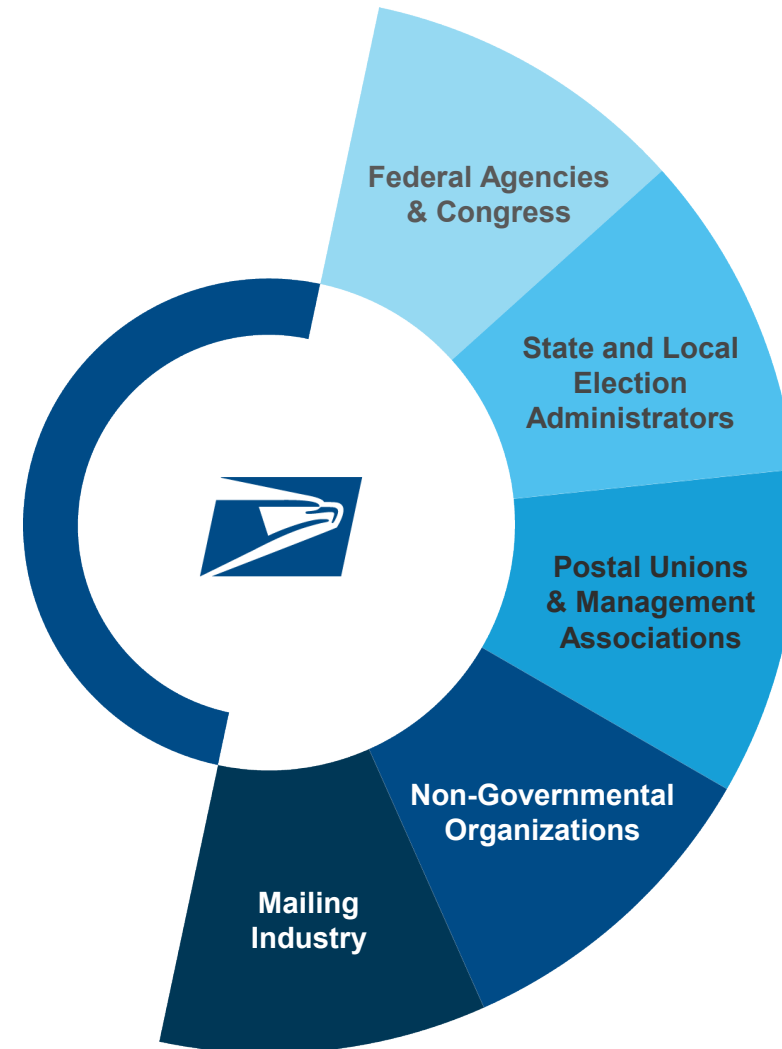 Federal Agencies
& Congress
State and Local
Election
Administrators
Postal Unions
& Management
Associations
Non-Governmental
Organizations
Mailing
Industry